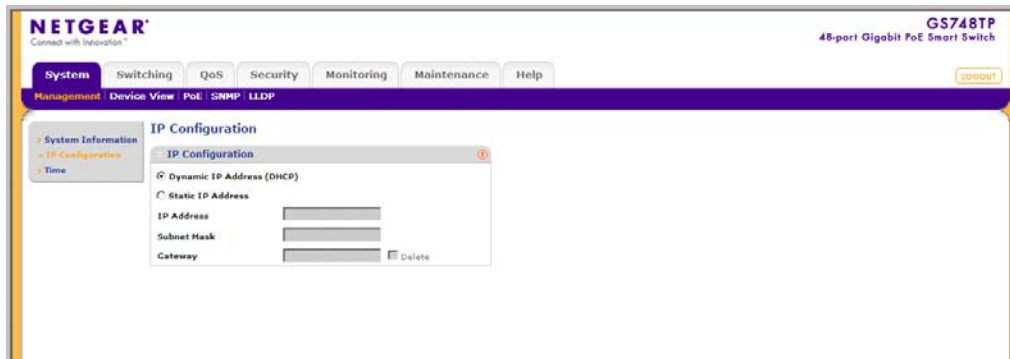 NETGEAR
Connect with Innovation™
GS748TP
48-port Gigabit PoE Smart Switch
System Switching QoS Security Monitoring Maintenance Help
LOGOUT
Management Device View PoE SNMP LLDP
System Information
IP Configuration
Time
IP Configuration
IP Configuration
Dynamic IP Address (DHCP)
Static IP Address
IP Address
Subnet Mask
Gateway Delete